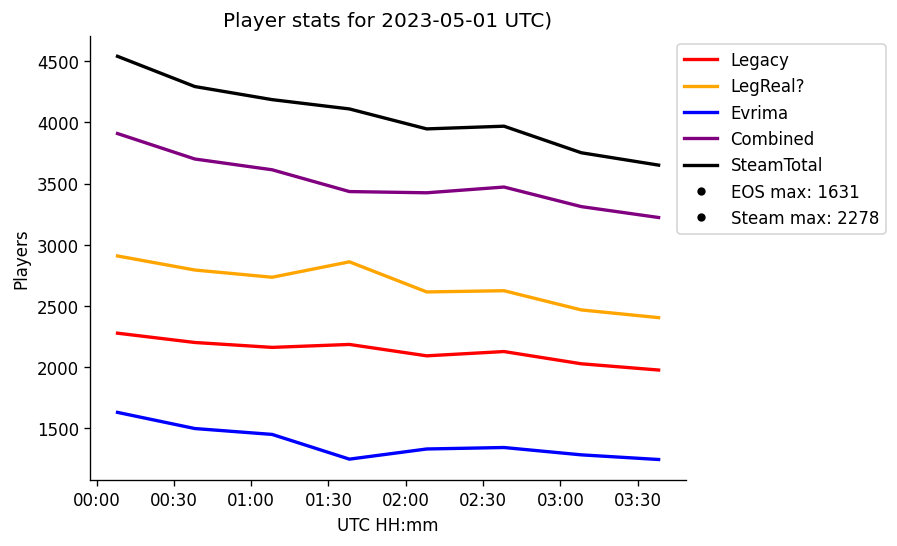 Player stats for 2023-05-01 UTC)
Legacy
LegReal?
Evrima
Combined
SteamTotal
EOS max: 1631
Steam max: 2278
Players
4500
4000
3500
3000
2500
2000
1500
00:00 00:30 01:00 01:30 02:00 02:30 03:00 03:30
UTC HH:mm